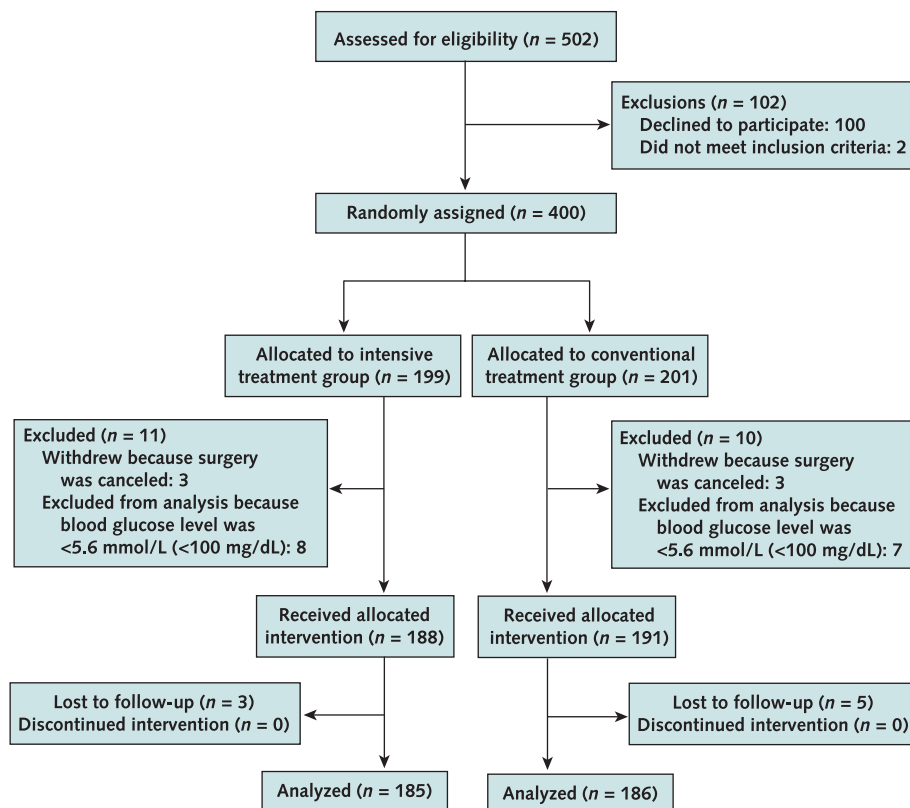 Assessed for eligibility (n = 502)
Exclusions (n = 102)
Declined to participate: 100
Did not meet inclusion criteria: 2
Randomly assigned (n = 400)
Allocated to intensive
treatment group (n = 199)
Allocated to conventional
treatment group (n = 201)
Excluded (n = 11)
Withdrew because surgery
was canceled: 3
Excluded from analysis because
blood glucose level was
<5.6 mmol/L (<100 mg/dL): 8
Excluded (n = 10)
Withdrew because surgery
was canceled: 3
Excluded from analysis because
blood glucose level was
<5.6 mmol/L (<100 mg/dL): 7
Received allocated
intervention (n = 188)
Received allocated
intervention (n = 191)
Lost to follow-up (n = 3)
Discontinued intervention (n = 0)
Lost to follow-up (n = 5)
Discontinued intervention (n = 0)
Analyzed (n = 185)
Analyzed (n = 186)